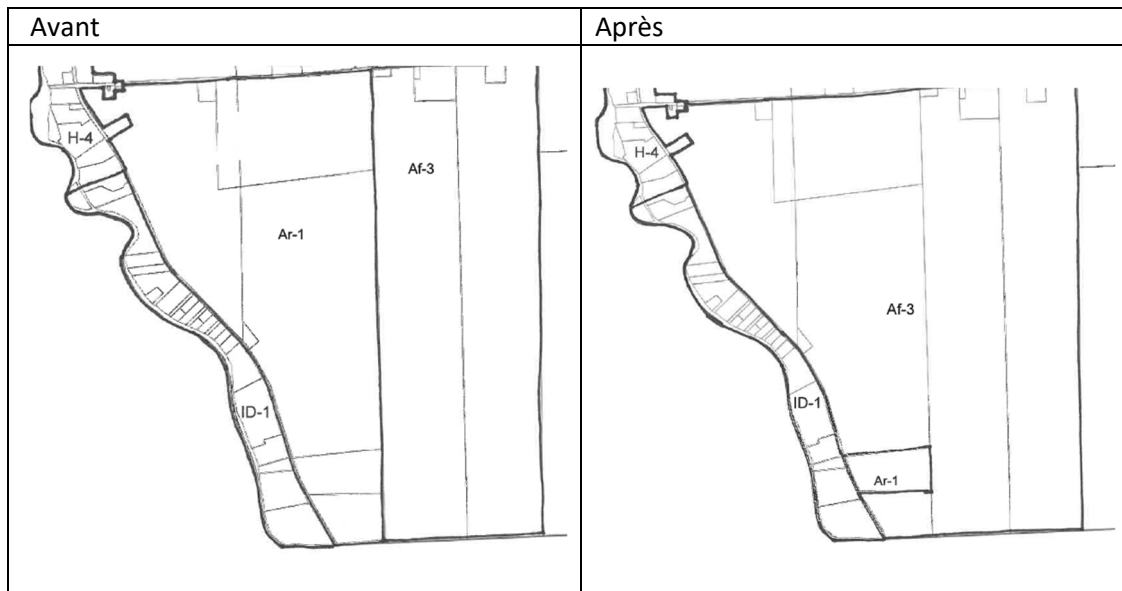 Avant
Après
H-4
Af-3
Ar-1
ID-1
H-4
Af-3
ID-1
Ar-1